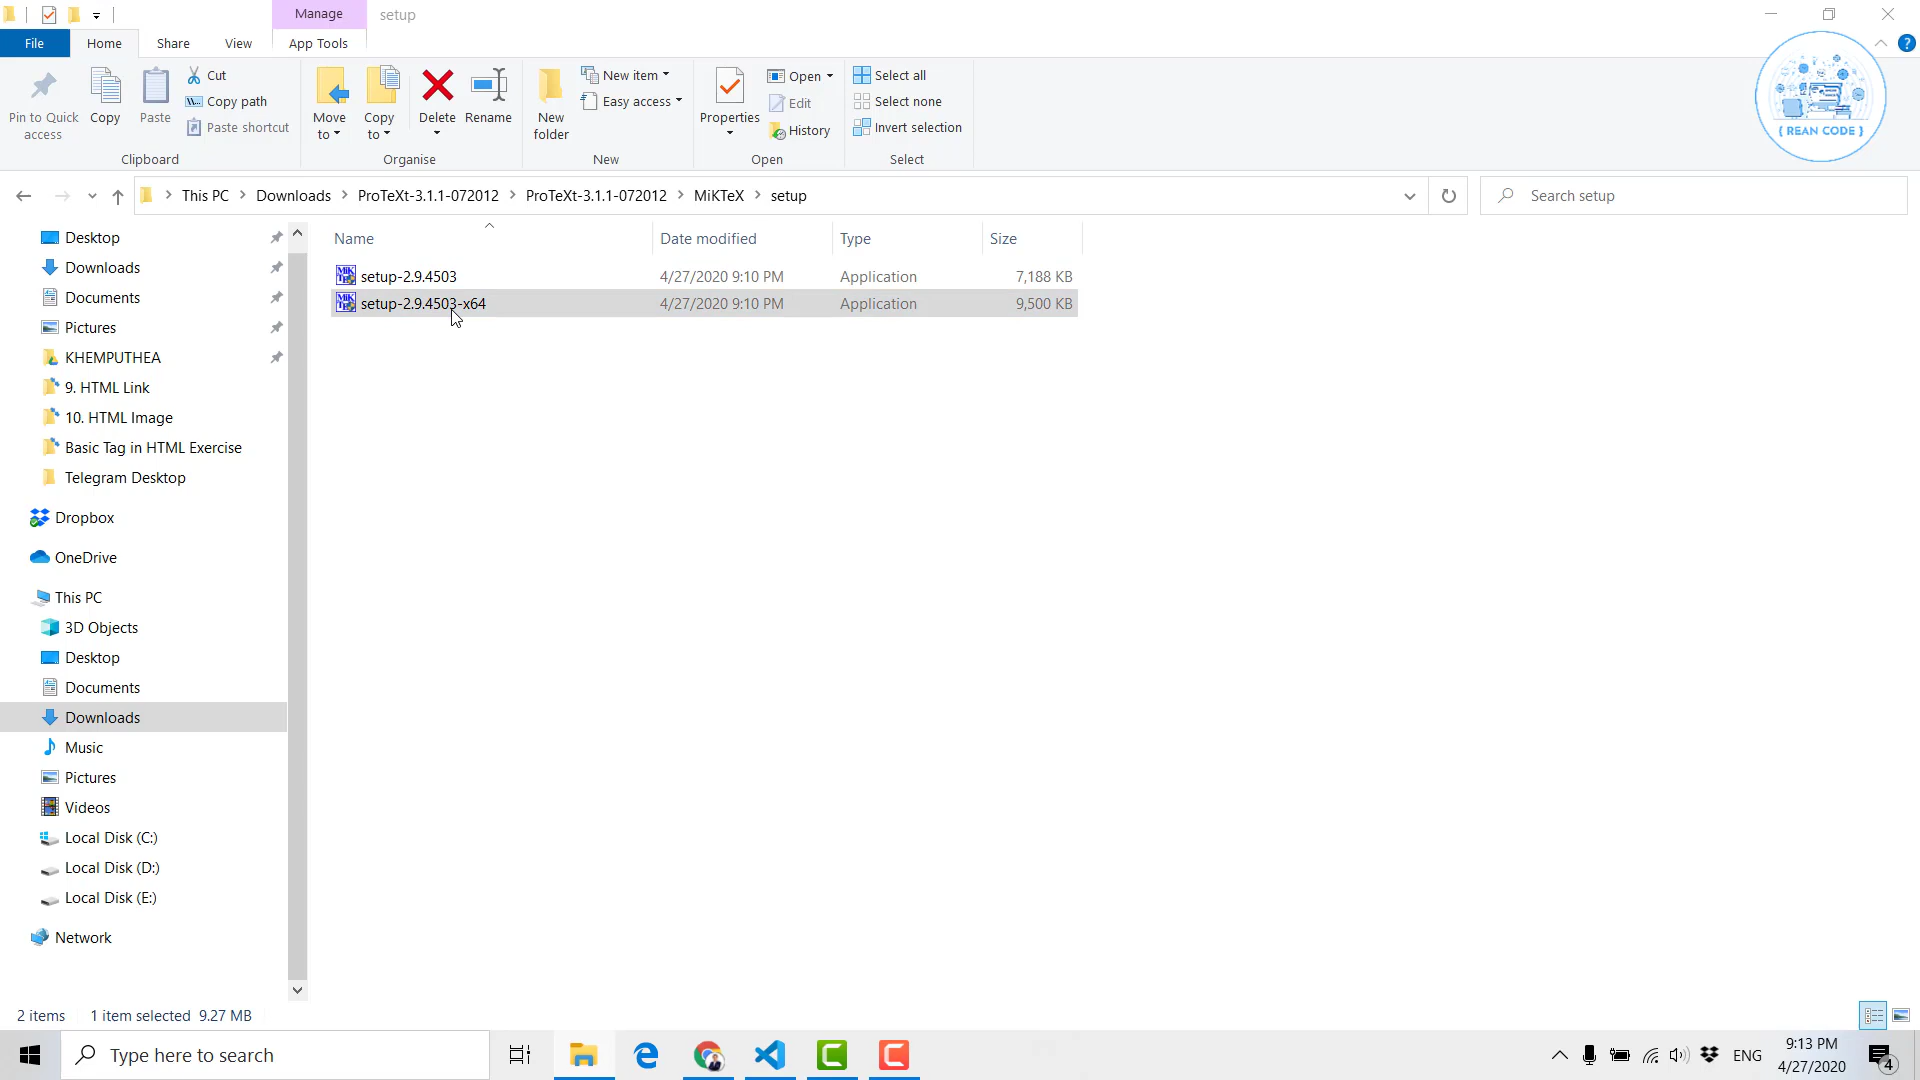 Manage
setup
File
Home
Share
View
App Tools
Pin to Quick access
Copy
Paste
Cut
Copy path
Paste shortcut
Clipboard
Move to
Copy to
Delete
Rename
Organise
New folder
New item
Easy access
New
Properties
Open
Edit
History
Open
Select all
Select none
Invert selection
Select
{ REAN CODE }
This PC > Downloads > ProTeXt-3.1.1-072012 > ProTeXt-3.1.1-072012 > MiKTeX > setup
Search setup
Name Date modified Type Size
setup-2.9.4503 4/27/2020 9:10 PM Application 7,188 KB
setup-2.9.4503-x64 4/27/2020 9:10 PM Application 9,500 KB
Desktop
Downloads
Documents
Pictures
KHEMPUTHEA
9. HTML Link
10. HTML Image
Basic Tag in HTML Exercise
Telegram Desktop
Dropbox
OneDrive
This PC
3D Objects
Desktop
Documents
Downloads
Music
Pictures
Videos
Local Disk (C:)
Local Disk (D:)
Local Disk (E:)
Network
2 items 1 item selected 9.27 MB
Type here to search
ENG
9:13 PM
4/27/2020
4